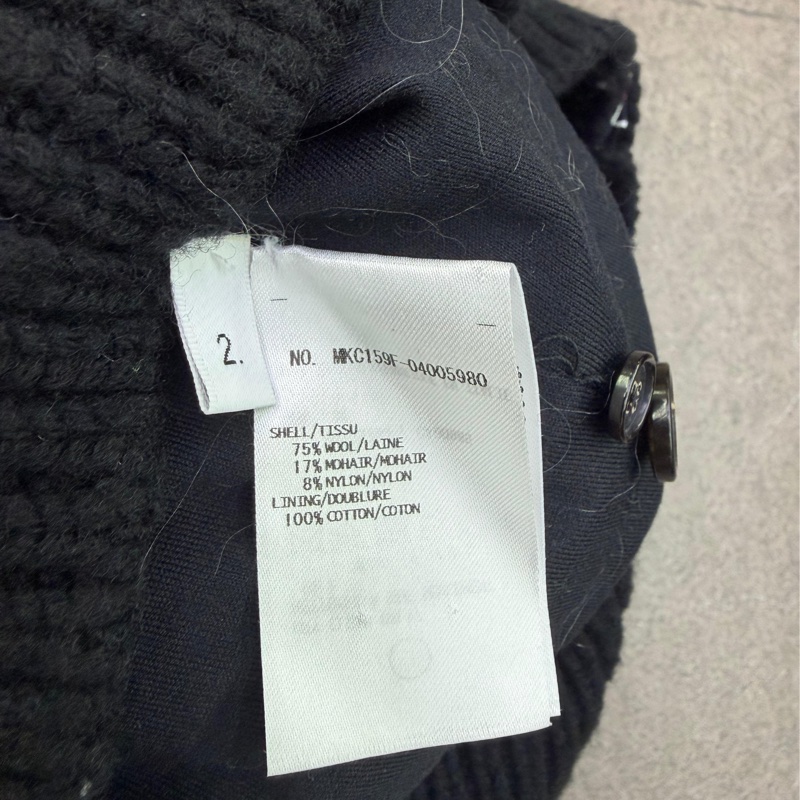 2.
NO. MKC159F-04005980
SHELL/TISSU
75% WOOL/LAINE
17% MOHAIR/MOHAIR
8% NYLON/NYLON
LINING/DOUBLURE
100% COTTON/COTON